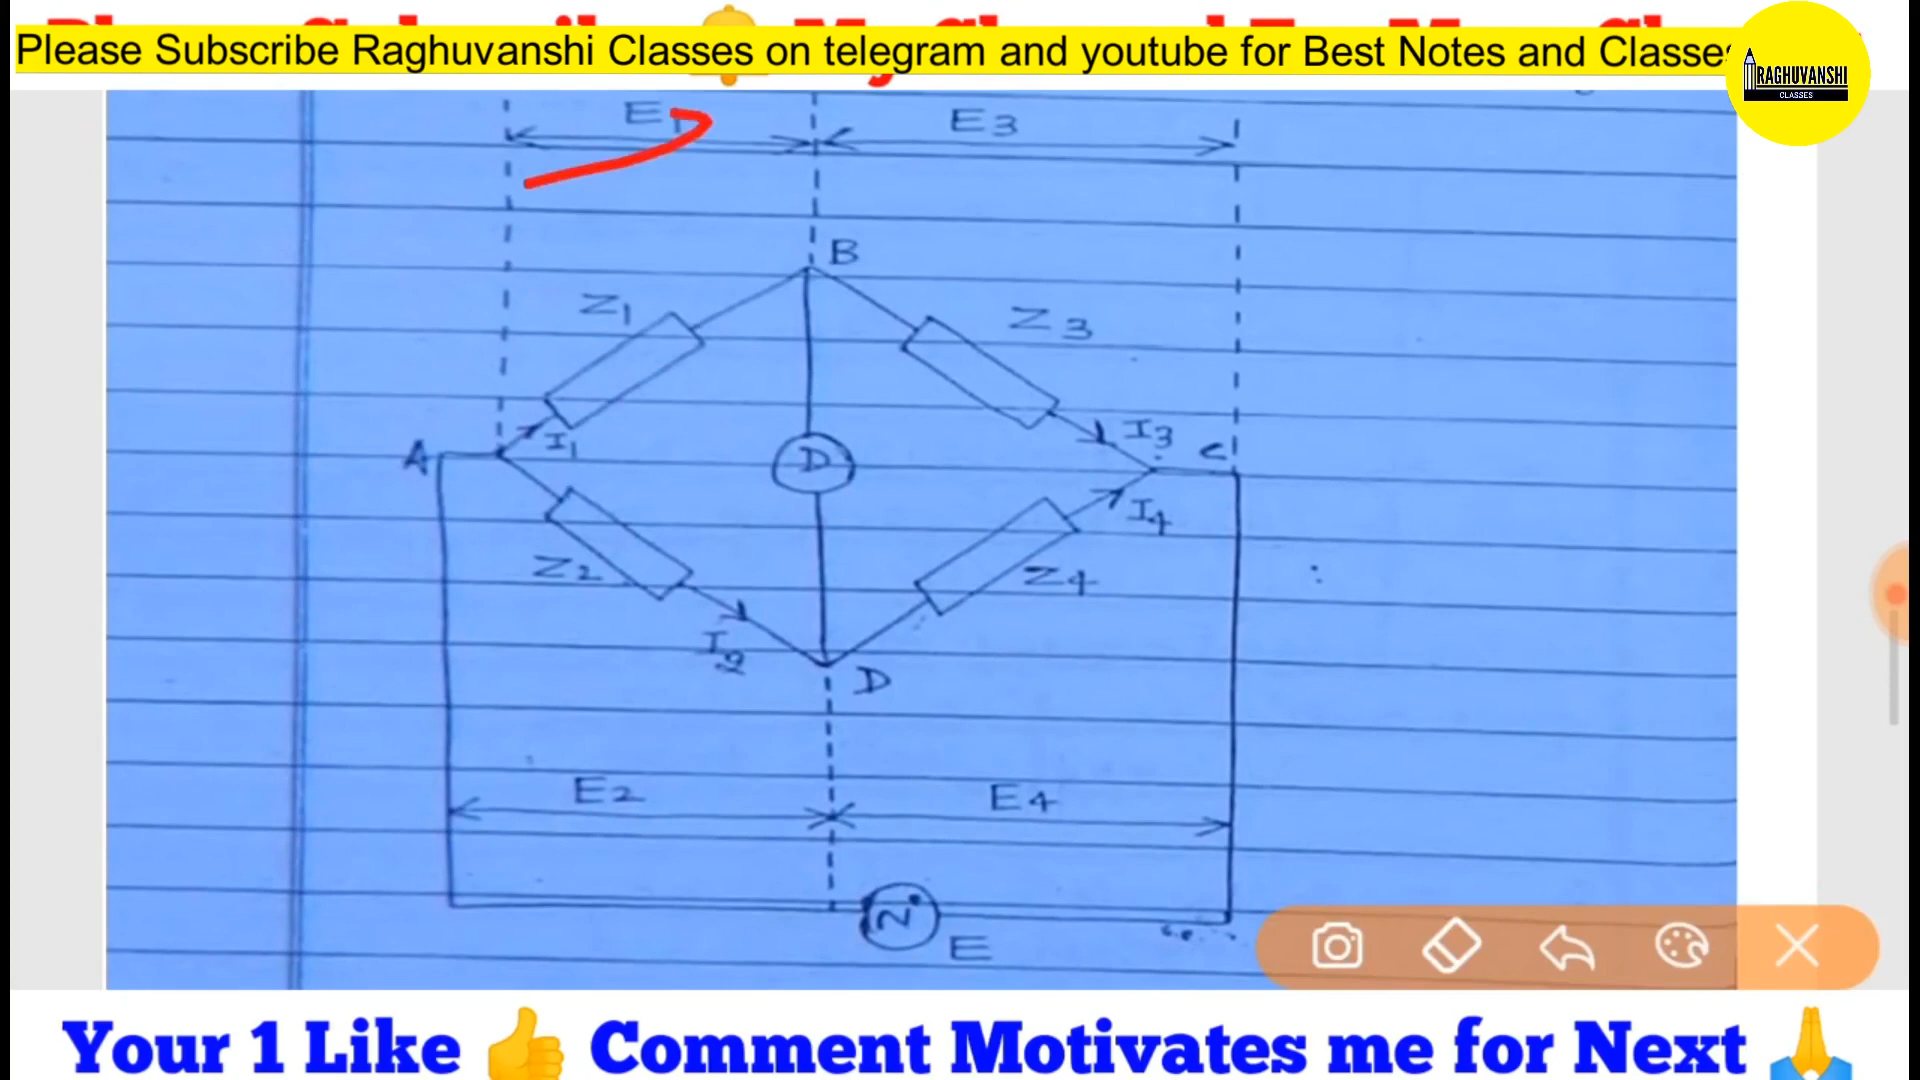 Please Subscribe Raghuvanshi Classes on telegram and youtube for Best Notes and Classes
RAGHUVANSHI
CLASSES
E1 E3
B
Z1 Z3
A I1 D I3 C
I4
Z2 Z4
I2
D
E2 E4
N
E
Your 1 Like 👍 Comment Motivates me for Next 🙏